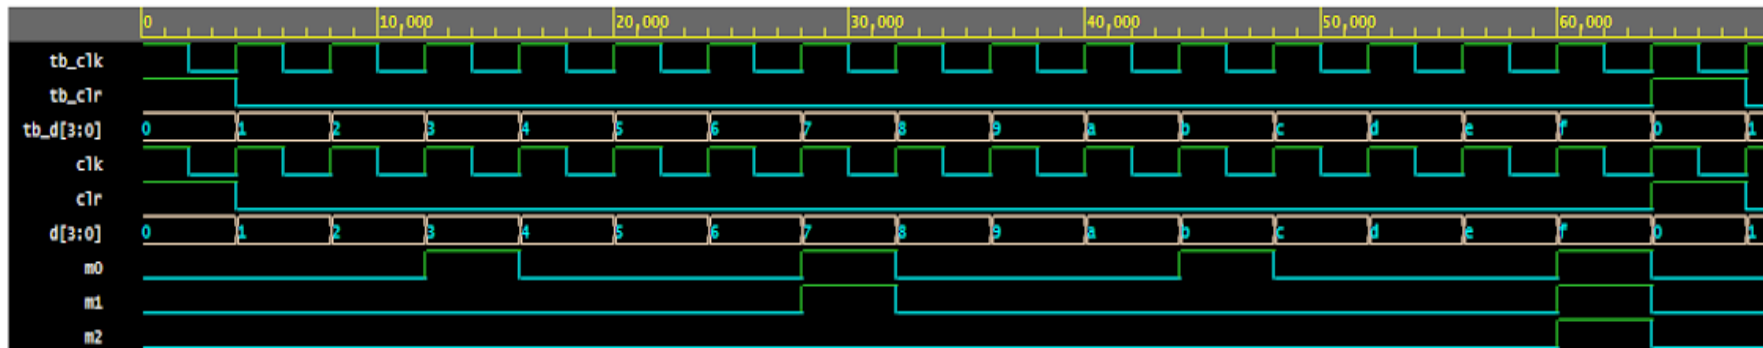 0 10,000 20,000 30,000 40,000 50,000 60,000
tb_clk
tb_clr
tb_d[3:0] 0 1 2 3 4 5 6 7 8 9 a b c d e f 0 1
clk
clr
d[3:0] 0 1 2 3 4 5 6 7 8 9 a b c d e f 0 1
m0
m1
m2